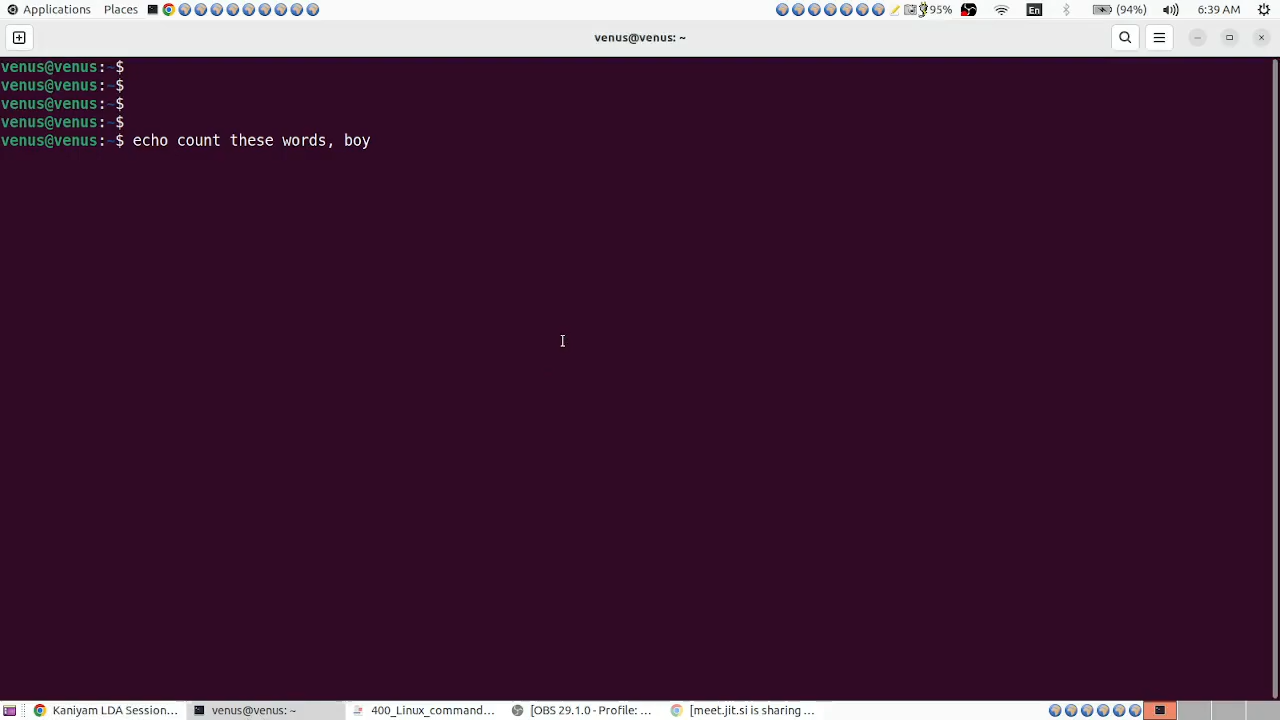 Applications Places 95% En (94%) 6:39 AM
venus@venus: ~
venus@venus:~$
venus@venus:~$
venus@venus:~$
venus@venus:~$
venus@venus:~$ echo count these words, boy
Kaniyam LDA Session... venus@venus: ~ 400_Linux_command... [OBS 29.1.0 - Profile: ... [meet.jit.si is sharing ...